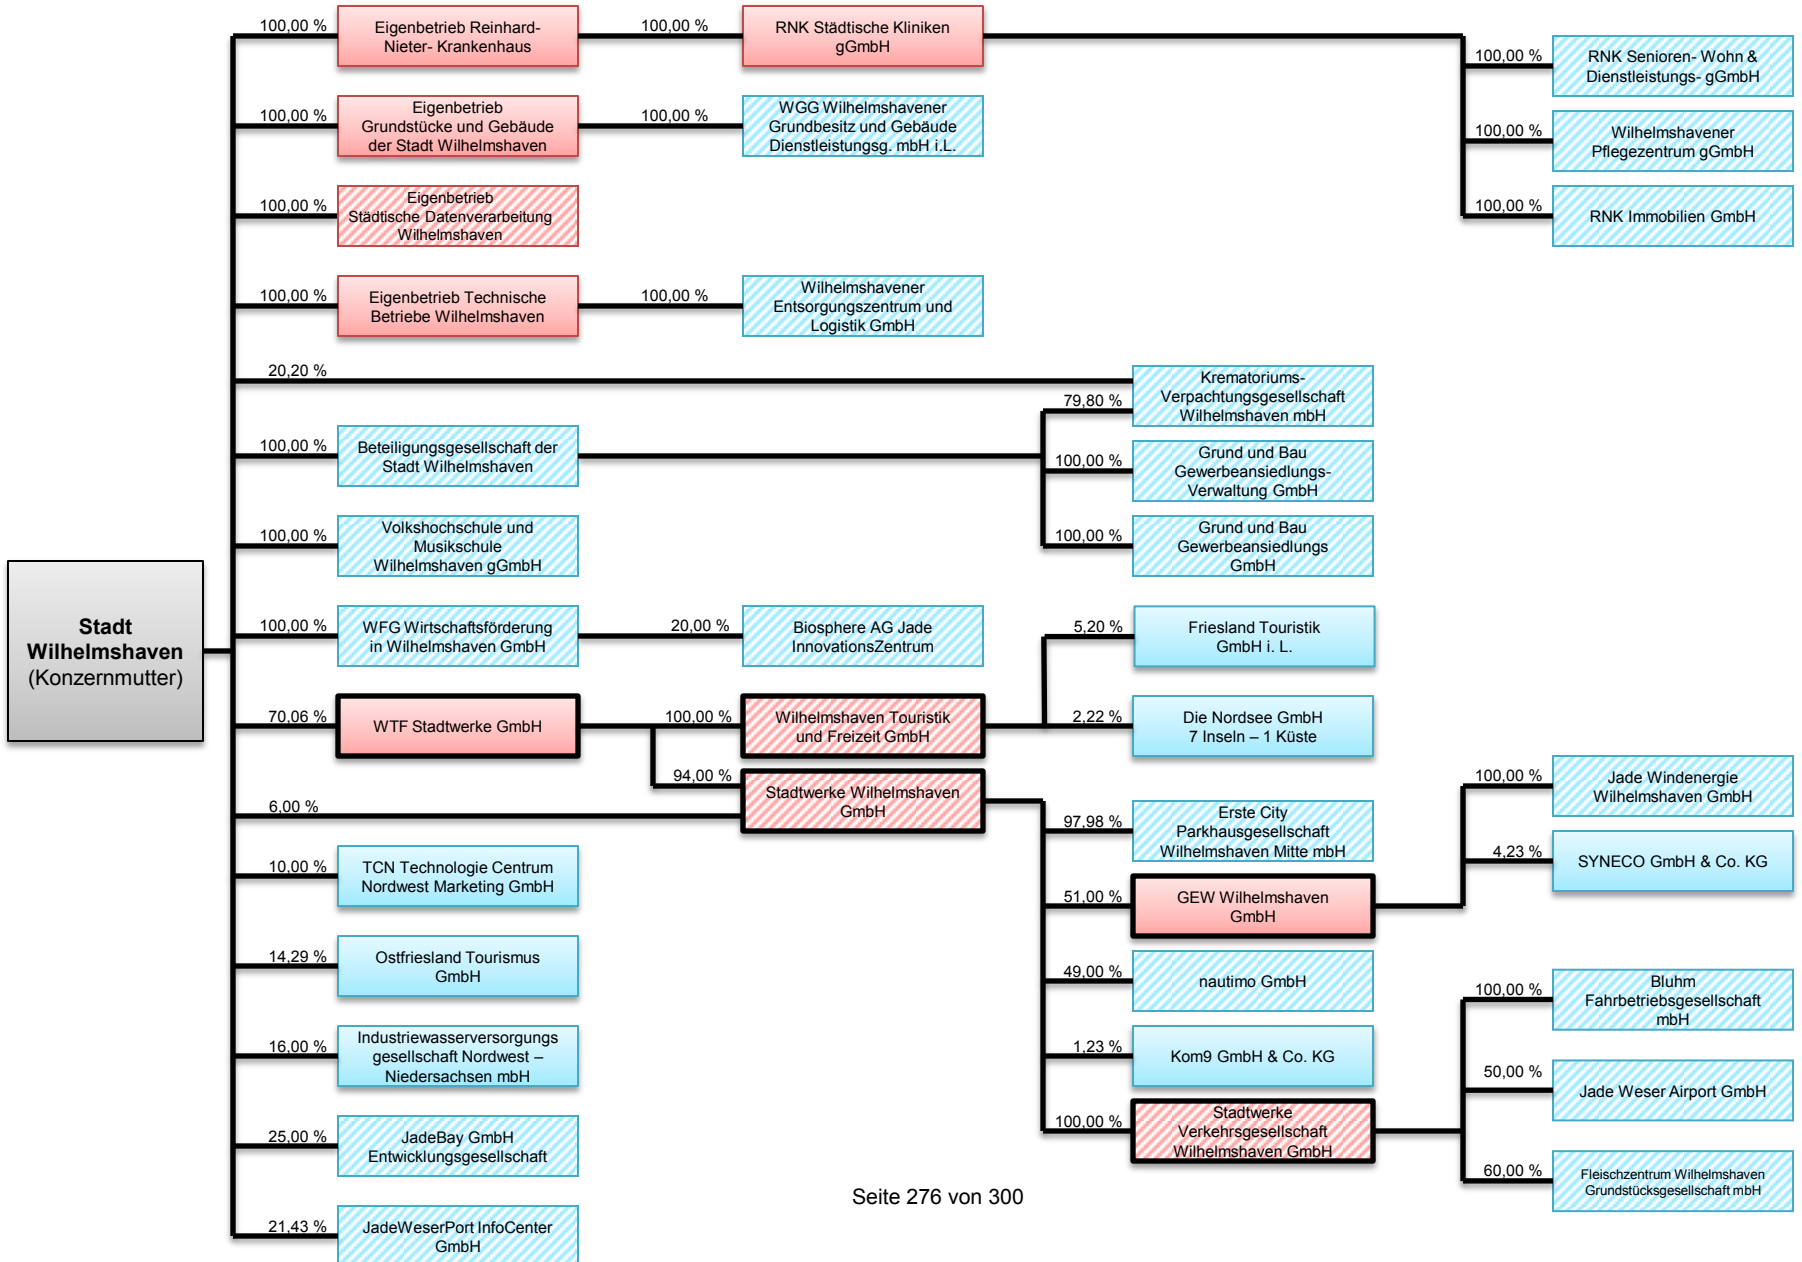 100,00 %
Eigenbetrieb Reinhard-
Nieter- Krankenhaus
100,00 %
RNK Städtische Kliniken
gGmbH
100,00 %
RNK Senioren- Wohn &
Dienstleistungs- gGmbH
100,00 %
Wilhelmshavener
Pflegezentrum gGmbH
100,00 %
RNK Immobilien GmbH
100,00 %
Eigenbetrieb
Grundstücke und Gebäude
der Stadt Wilhelmshaven
100,00 %
WGG Wilhelmshavener
Grundbesitz und Gebäude
Dienstleistungsg. mbH i.L.
100,00 %
Eigenbetrieb
Städtische Datenverarbeitung
Wilhelmshaven
100,00 %
Eigenbetrieb Technische
Betriebe Wilhelmshaven
100,00 %
Wilhelmshavener
Entsorgungszentrum und
Logistik GmbH
20,20 %
Krematoriums-
Verpachtungsgesellschaft
Wilhelmshaven mbH
79,80 %
100,00 %
Beteiligungsgesellschaft der
Stadt Wilhelmshaven
100,00 %
Grund und Bau
Gewerbeansiedlungs-
Verwaltung GmbH
100,00 %
Grund und Bau
Gewerbeansiedlungs
GmbH
100,00 %
Volkshochschule und
Musikschule
Wilhelmshaven gGmbH
Stadt
Wilhelmshaven
(Konzernmutter)
100,00 %
WFG Wirtschaftsförderung
in Wilhelmshaven GmbH
20,00 %
Biosphere AG Jade
InnovationsZentrum
5,20 %
Friesland Touristik
GmbH i. L.
70,06 %
WTF Stadtwerke GmbH
100,00 %
Wilhelmshaven Touristik
und Freizeit GmbH
2,22 %
Die Nordsee GmbH
7 Inseln – 1 Küste
94,00 %
Stadtwerke Wilhelmshaven
GmbH
6,00 %
97,98 %
Erste City
Parkhausgesellschaft
Wilhelmshaven Mitte mbH
100,00 %
Jade Windenergie
Wilhelmshaven GmbH
4,23 %
SYNECO GmbH & Co. KG
51,00 %
GEW Wilhelmshaven
GmbH
49,00 %
nautimo GmbH
1,23 %
Kom9 GmbH & Co. KG
100,00 %
Stadtwerke
Verkehrsgesellschaft
Wilhelmshaven GmbH
100,00 %
Bluhm
Fahrbetriebsgesellschaft
mbH
50,00 %
Jade Weser Airport GmbH
60,00 %
Fleischzentrum Wilhelmshaven
Grundstücksgesellschaft mbH
10,00 %
TCN Technologie Centrum
Nordwest Marketing GmbH
14,29 %
Ostfriesland Tourismus
GmbH
16,00 %
Industriewasserversorgungs
gesellschaft Nordwest –
Niedersachsen mbH
25,00 %
JadeBay GmbH
Entwicklungsgesellschaft
21,43 %
JadeWeserPort InfoCenter
GmbH
Seite 276 von 300